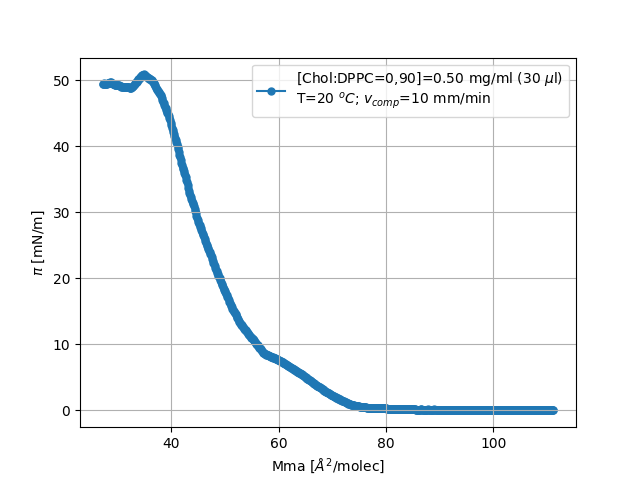 [Chol:DPPC=0,90]=0.50 mg/ml (30 μl)
T=20 °C; v_comp=10 mm/min
50
40
30
20
10
0
π [mN/m]
40 60 80 100
Mma [Å²/molec]